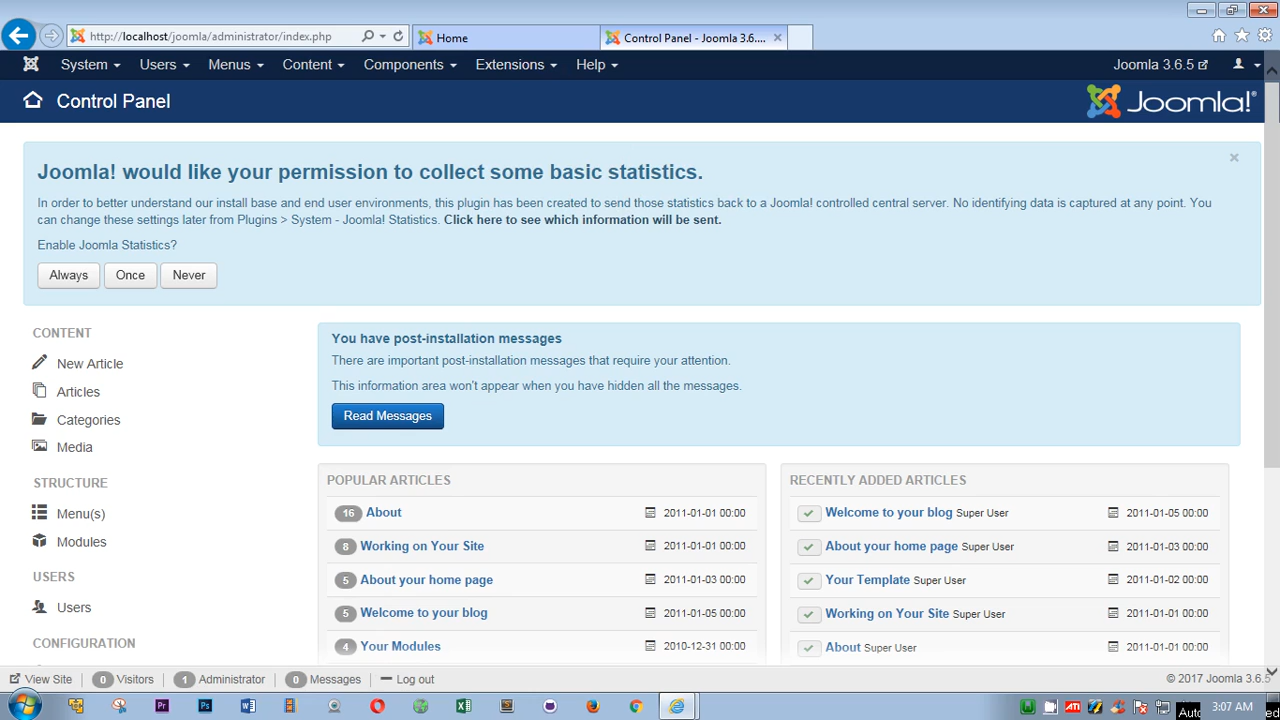 http://localhost/joomla/administrator/index.php
Home
Control Panel - Joomla 3.6....
System
Users
Menus
Content
Components
Extensions
Help
Joomla 3.6.5
Control Panel
Joomla!®
Joomla! would like your permission to collect some basic statistics.
In order to better understand our install base and end user environments, this plugin has been created to send those statistics back to a Joomla! controlled central server. No identifying data is captured at any point. You
can change these settings later from Plugins > System - Joomla! Statistics. Click here to see which information will be sent.
Enable Joomla Statistics?
Always
Once
Never
CONTENT
New Article
Articles
Categories
Media
STRUCTURE
Menu(s)
Modules
USERS
Users
CONFIGURATION
You have post-installation messages
There are important post-installation messages that require your attention.
This information area won't appear when you have hidden all the messages.
Read Messages
POPULAR ARTICLES
16 About 2011-01-01 00:00
8 Working on Your Site 2011-01-01 00:00
5 About your home page 2011-01-03 00:00
5 Welcome to your blog 2011-01-05 00:00
4 Your Modules 2010-12-31 00:00
RECENTLY ADDED ARTICLES
Welcome to your blog Super User 2011-01-05 00:00
About your home page Super User 2011-01-03 00:00
Your Template Super User 2011-01-02 00:00
Working on Your Site Super User 2011-01-01 00:00
About Super User 2011-01-01 00:00
View Site
0 Visitors
1 Administrator
0 Messages
Log out
© 2017 Joomla 3.6.5
Pr
Ps
ATI
3:07 AM